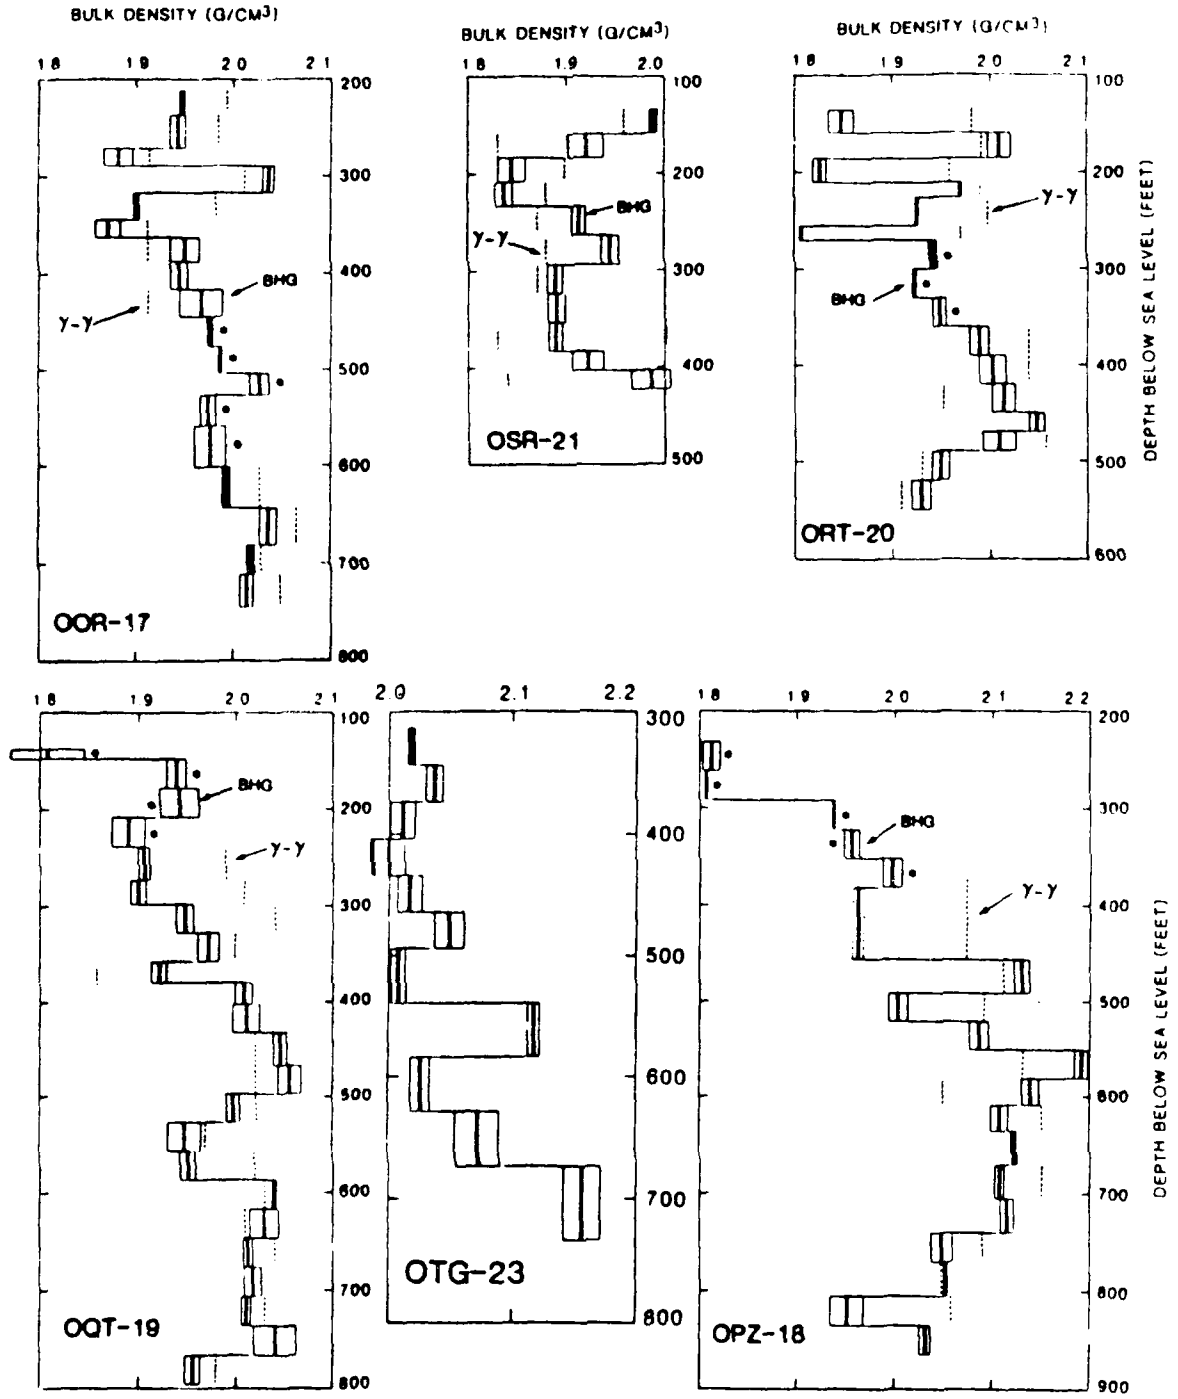 BULK DENSITY (G/CM3)
1.8 1.9 2.0 2.1
200
300
400
500
600
700
800
BHG
γ-γ
OOR-17
BULK DENSITY (G/CM3)
1.8 1.9 2.0
100
200
300
400
500
BHG
γ-γ
OSR-21
BULK DENSITY (G/CM3)
1.8 1.9 2.0 2.1
100
200
300
400
500
600
γ-γ
BHG
ORT-20
DEPTH BELOW SEA LEVEL (FEET)
1.8 1.9 2.0 2.1
100
200
300
400
500
600
700
800
BHG
γ-γ
OQT-19
2.0 2.1 2.2
300
400
500
600
700
800
OTG-23
1.8 1.9 2.0 2.1 2.2
200
300
400
500
600
700
800
900
BHG
γ-γ
OPZ-18
DEPTH BELOW SEA LEVEL (FEET)